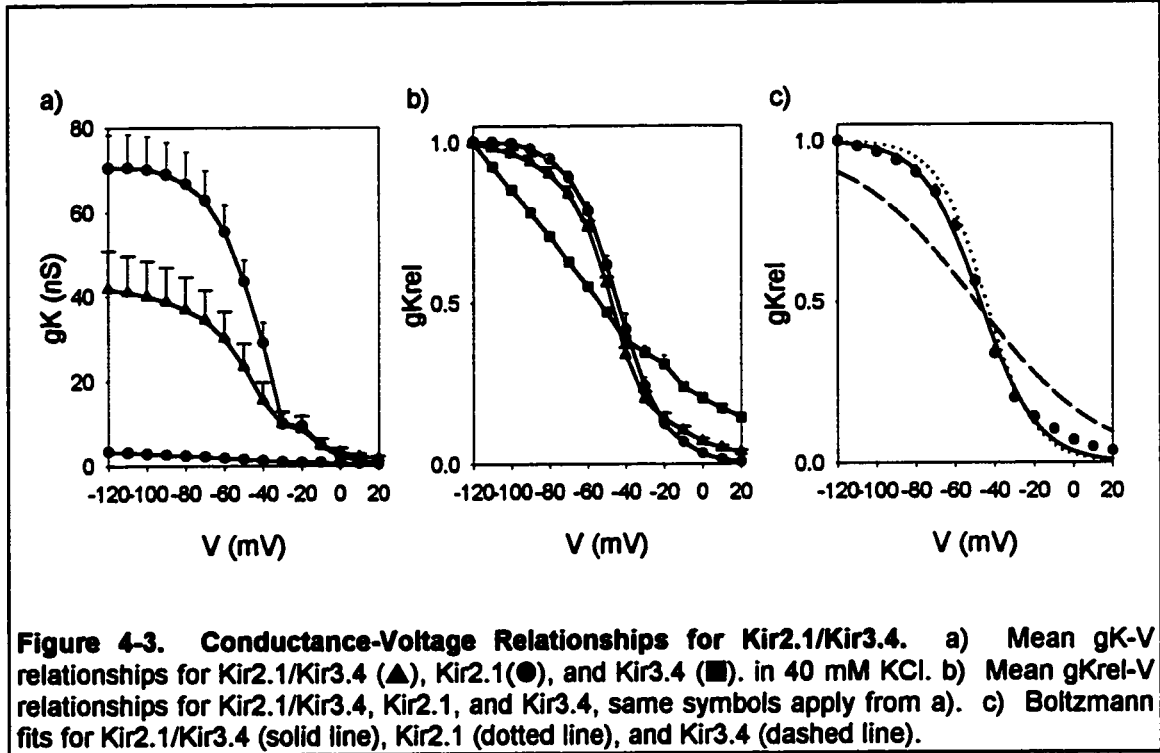 a)
b)
c)
80
60
40
20
0
gK (nS)
-120
-100
-80
-60
-40
-20
0
20
V (mV)
1.0
0.5
0.0
gKrel
-120
-100
-80
-60
-40
-20
0
20
V (mV)
1.0
0.5
0.0
gKrel
-120
-100
-80
-60
-40
-20
0
20
V (mV)
Figure 4-3. Conductance-Voltage Relationships for Kir2.1/Kir3.4. a) Mean gK-V
relationships for Kir2.1/Kir3.4 (▲), Kir2.1(●), and Kir3.4 (■). in 40 mM KCl. b) Mean gKrel-V
relationships for Kir2.1/Kir3.4, Kir2.1, and Kir3.4, same symbols apply from a). c) Boltzmann
fits for Kir2.1/Kir3.4 (solid line), Kir2.1 (dotted line), and Kir3.4 (dashed line).